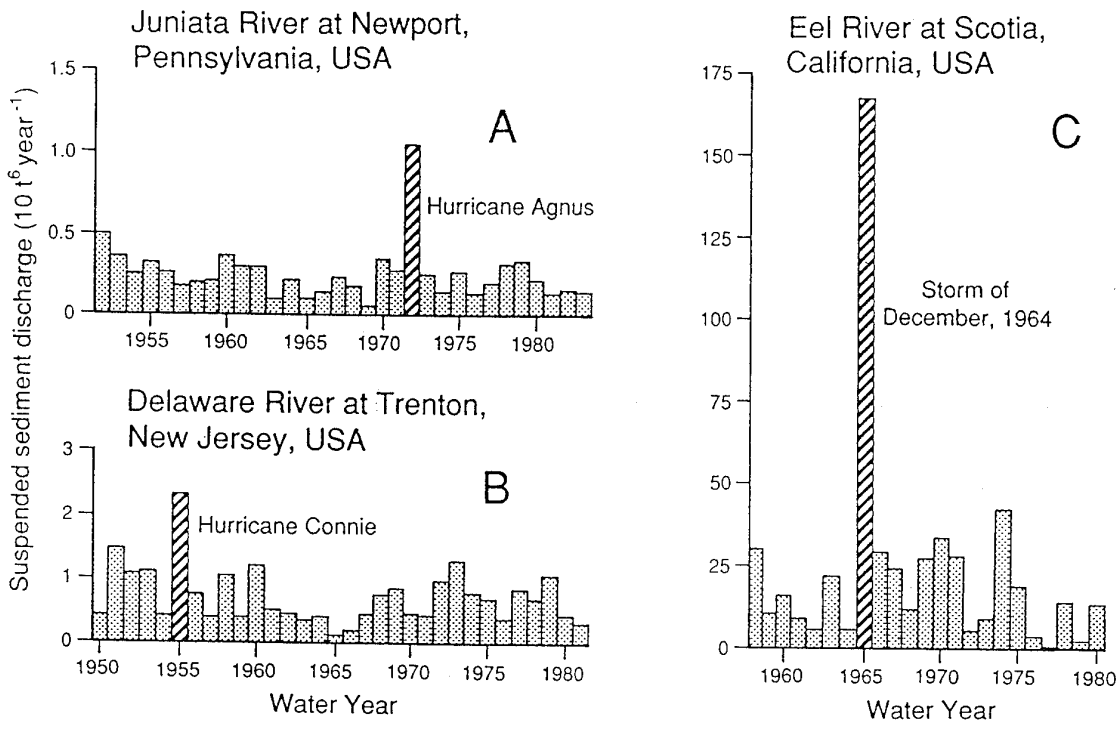 Juniata River at Newport,
Pennsylvania, USA
Suspended sediment discharge (10 t⁶ year⁻¹)
1.5
1.0
0.5
0
A
Hurricane Agnus
1955 1960 1965 1970 1975 1980
Delaware River at Trenton,
New Jersey, USA
3
2
1
0
B
Hurricane Connie
1950 1955 1960 1965 1970 1975 1980
Water Year
Eel River at Scotia,
California, USA
175
150
125
100
75
50
25
0
C
Storm of
December, 1964
1960 1965 1970 1975 1980
Water Year